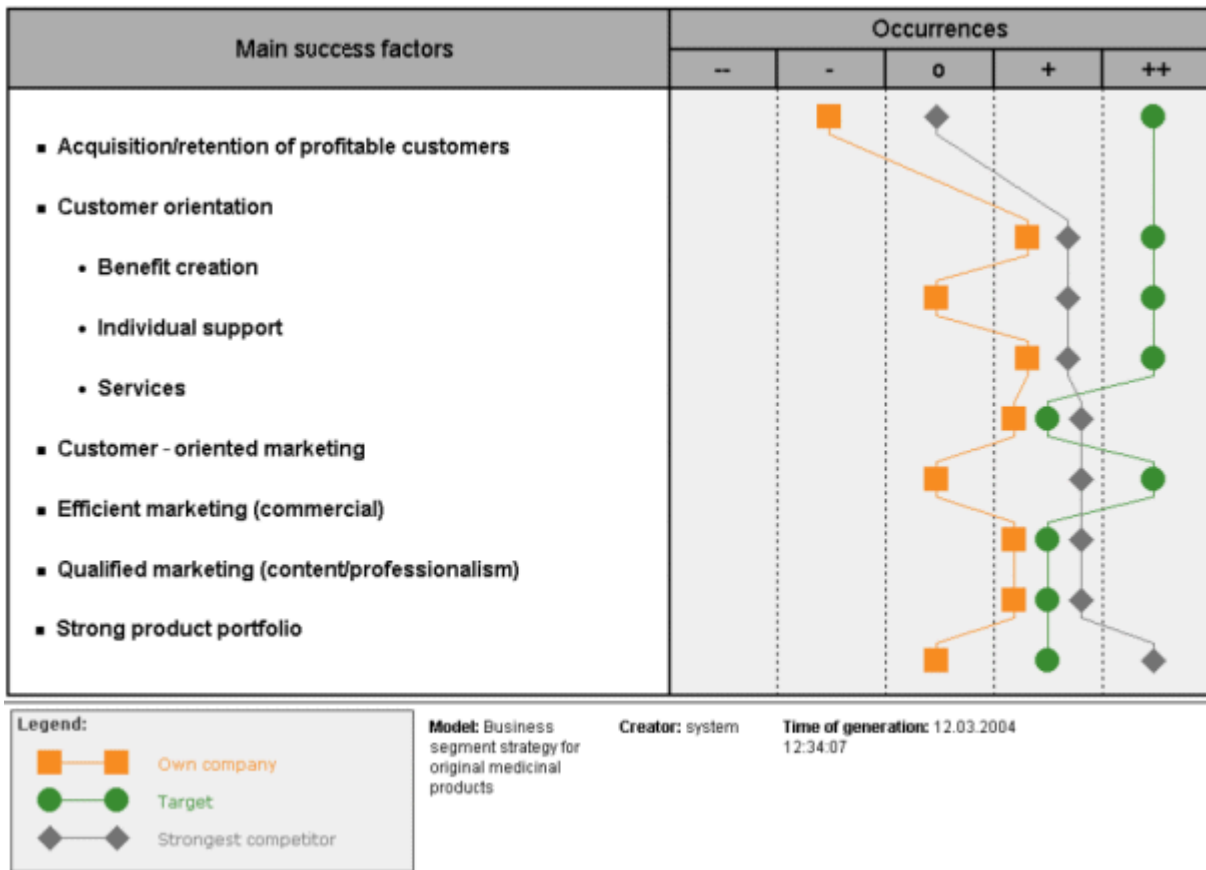 Main success factors
Occurrences
-- - o + ++
▪ Acquisition/retention of profitable customers
▪ Customer orientation
• Benefit creation
• Individual support
• Services
▪ Customer - oriented marketing
▪ Efficient marketing (commercial)
▪ Qualified marketing (content/professionalism)
▪ Strong product portfolio
Legend:
Own company
Target
Strongest competitor
Model: Business
segment strategy for
original medicinal
products
Creator: system
Time of generation: 12.03.2004
12:34:07